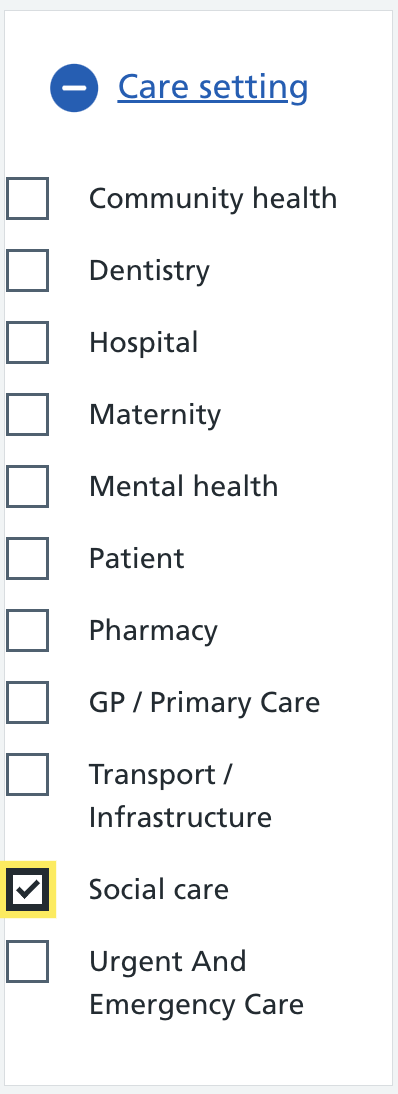 Care setting
Community health
Dentistry
Hospital
Maternity
Mental health
Patient
Pharmacy
GP / Primary Care
Transport /
Infrastructure
Social care
Urgent And
Emergency Care